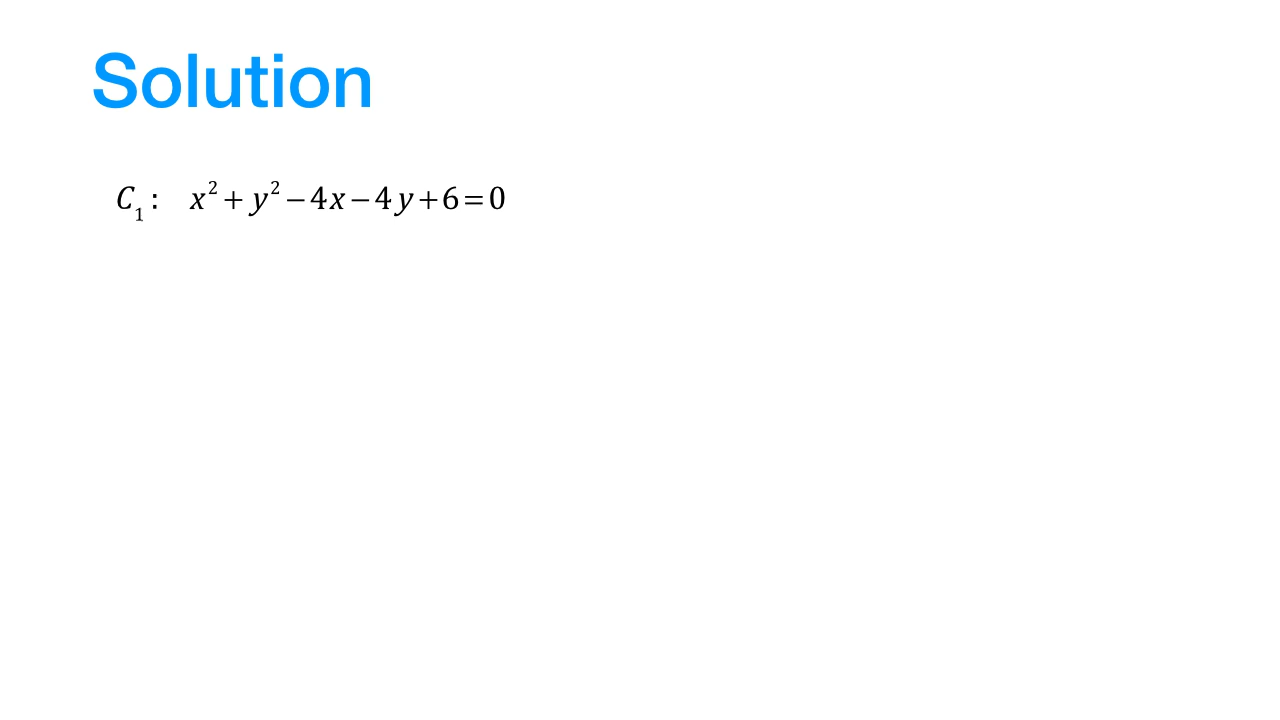 Solution
C₁: x² + y² − 4x − 4y + 6 = 0